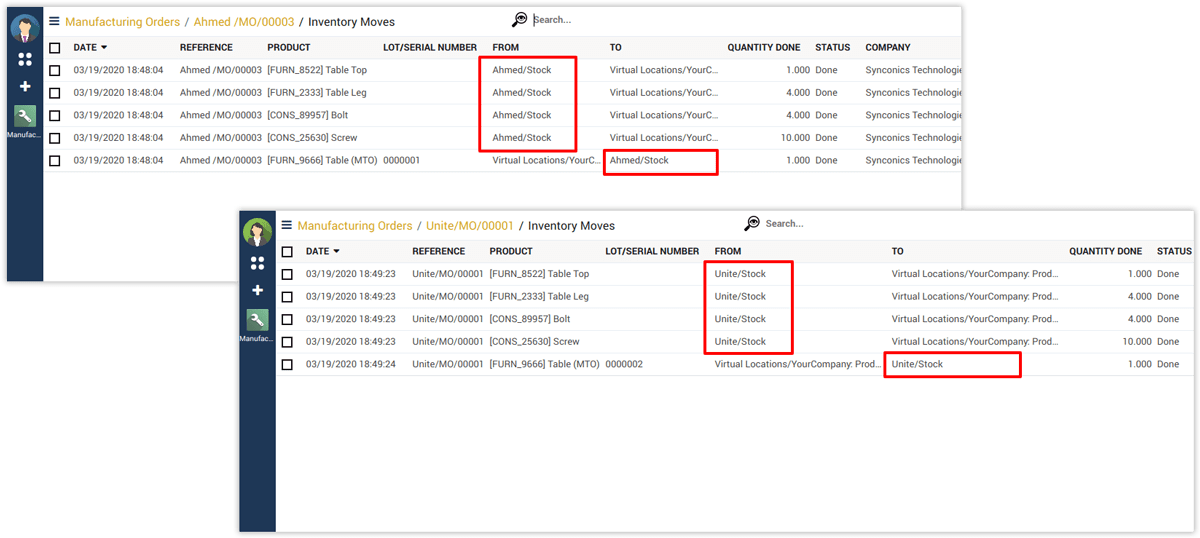 Manufacturing Orders / Ahmed /MO/00003 / Inventory Moves Search...
DATE REFERENCE PRODUCT LOT/SERIAL NUMBER FROM TO QUANTITY DONE STATUS COMPANY
03/19/2020 18:48:04 Ahmed /MO/00003 [FURN_8522] Table Top Ahmed/Stock Virtual Locations/YourC... 1.000 Done Synconics Technologie
03/19/2020 18:48:04 Ahmed /MO/00003 [FURN_2333] Table Leg Ahmed/Stock Virtual Locations/YourC... 4.000 Done Synconics Technologie
03/19/2020 18:48:04 Ahmed /MO/00003 [CONS_89957] Bolt Ahmed/Stock Virtual Locations/YourC... 4.000 Done Synconics Technologie
Manufac...
03/19/2020 18:48:04 Ahmed /MO/00003 [CONS_25630] Screw Ahmed/Stock Virtual Locations/YourC... 10.000 Done Synconics Technologie
03/19/2020 18:48:04 Ahmed /MO/00003 [FURN_9666] Table (MTO) 0000001 Virtual Locations/YourC... Ahmed/Stock 1.000 Done Synconics Technologie
Manufacturing Orders / Unite/MO/00001 / Inventory Moves Search...
DATE REFERENCE PRODUCT LOT/SERIAL NUMBER FROM TO QUANTITY DONE STATUS
03/19/2020 18:49:23 Unite/MO/00001 [FURN_8522] Table Top Unite/Stock Virtual Locations/YourCompany: Prod... 1.000 Done
03/19/2020 18:49:23 Unite/MO/00001 [FURN_2333] Table Leg Unite/Stock Virtual Locations/YourCompany: Prod... 4.000 Done
03/19/2020 18:49:23 Unite/MO/00001 [CONS_89957] Bolt Unite/Stock Virtual Locations/YourCompany: Prod... 4.000 Done
Manufac...
03/19/2020 18:49:23 Unite/MO/00001 [CONS_25630] Screw Unite/Stock Virtual Locations/YourCompany: Prod... 10.000 Done
03/19/2020 18:49:24 Unite/MO/00001 [FURN_9666] Table (MTO) 0000002 Virtual Locations/YourCompany: Prod... Unite/Stock 1.000 Done